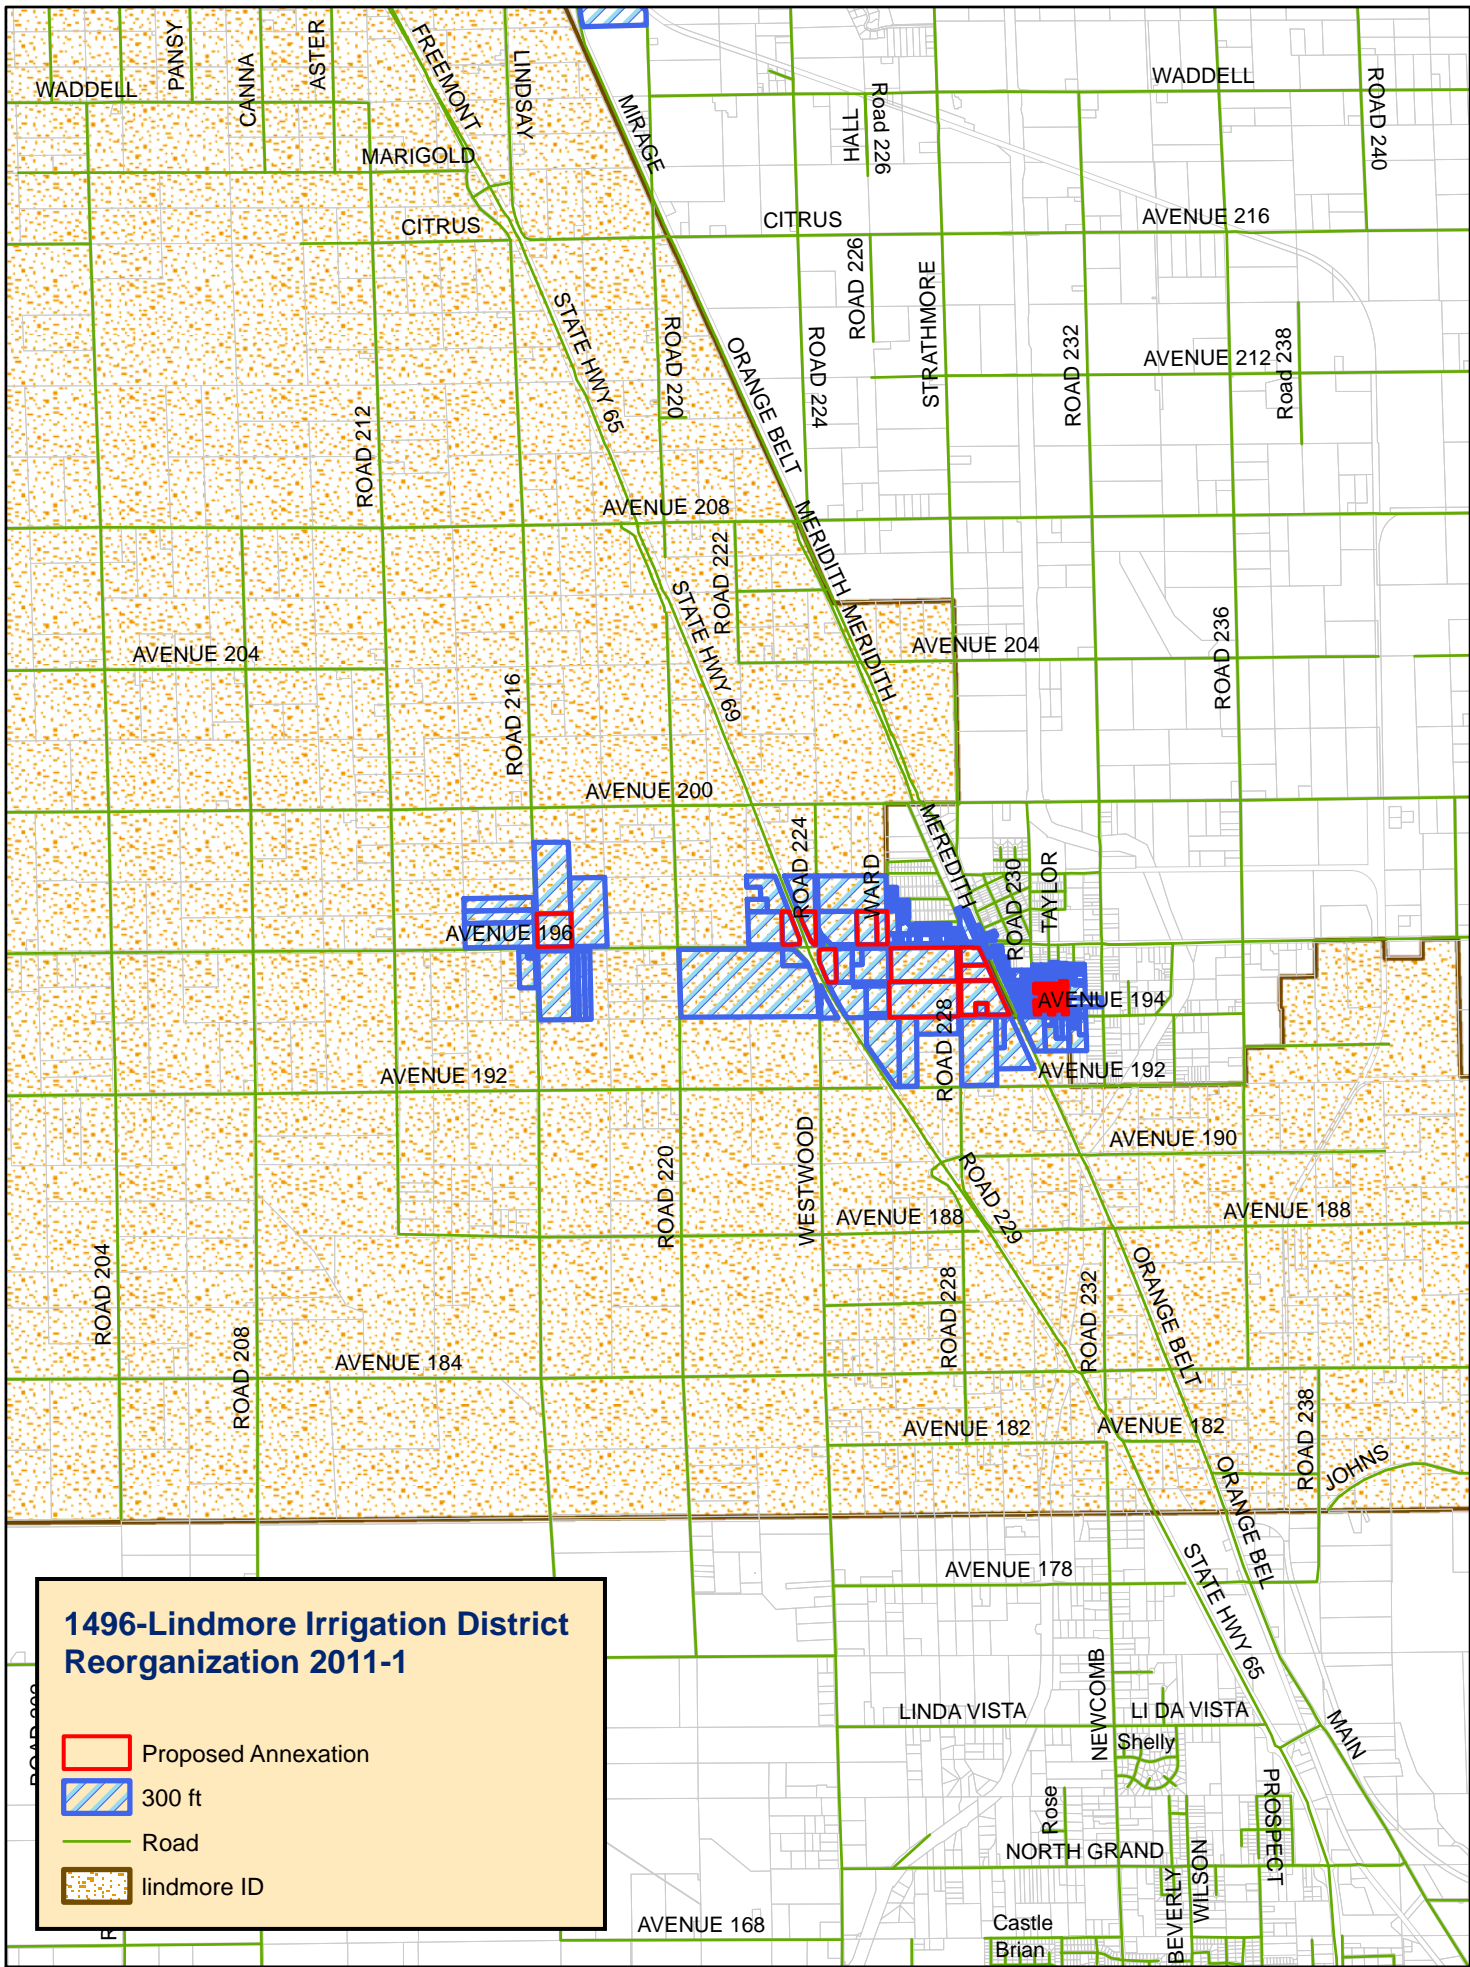 PANSY
ASTER
FREEMONT
LINDSAY
CANNA
WADDELL
WADDELL
ROAD 240
MIRAGE
HALL
Road 226
MARIGOLD
CITRUS
CITRUS
AVENUE 216
ROAD 226
STRATHMORE
STATE HWY 65
ROAD 220
ORANGE BELT
ROAD 224
ROAD 232
AVENUE 212
Road 238
ROAD 212
AVENUE 208
MERIDITH
ROAD 222
STATE HWY 69
MERIDITH
AVENUE 204
AVENUE 204
ROAD 236
ROAD 216
AVENUE 200
MEREDITH
ROAD 224
WARD
ROAD 230
TAYLOR
AVENUE 196
AVENUE 194
ROAD 228
AVENUE 192
AVENUE 192
AVENUE 190
WESTWOOD
ROAD 220
ROAD 229
AVENUE 188
AVENUE 188
ROAD 204
ORANGE BELT
ROAD 228
ROAD 232
ROAD 208
AVENUE 184
AVENUE 182
AVENUE 182
ROAD 238
JOHNS
ORANGE BEL
AVENUE 178
STATE HWY 65
1496-Lindmore Irrigation District
Reorganization 2011-1
Proposed Annexation
300 ft
Road
lindmore ID
NEWCOMB
LINDA VISTA
LI DA VISTA
MAIN
Shelly
Rose
PROSPECT
NORTH GRAND
BEVERLY
WILSON
AVENUE 168
Castle
Brian